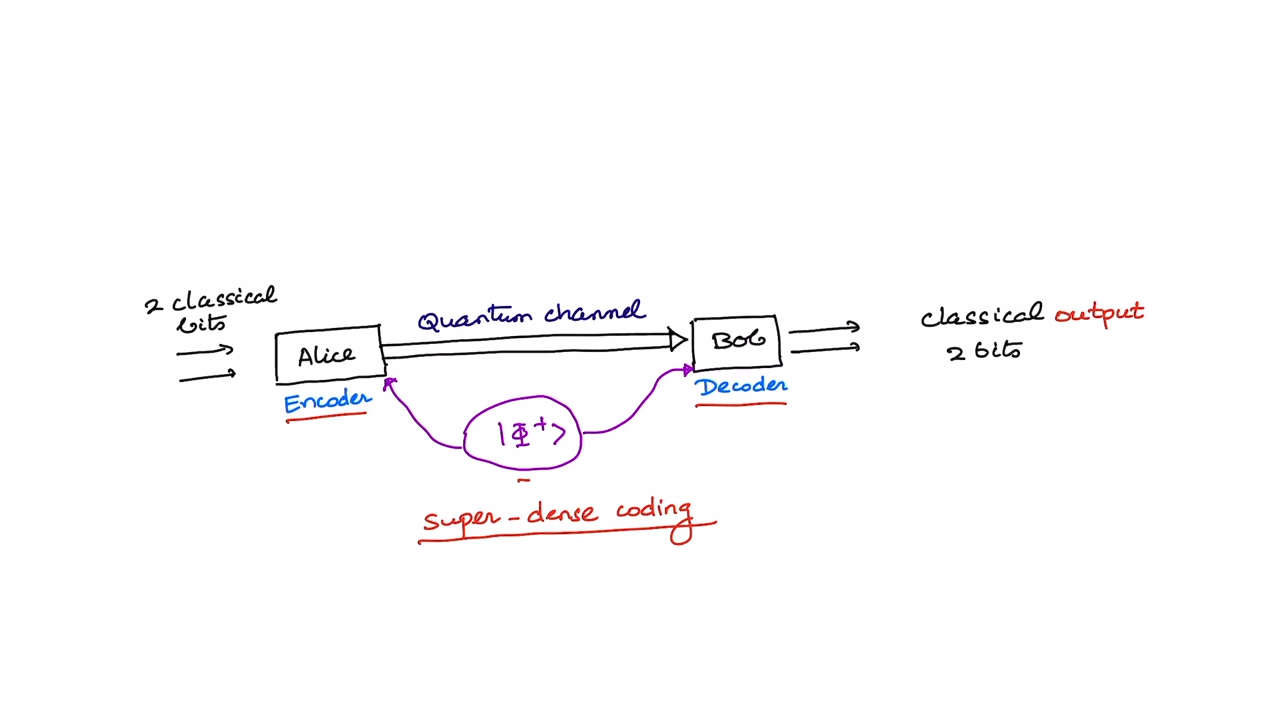 2 classical
bits
Alice
Encoder
Quantum channel
Bob
Decoder
classical output
2 bits
|Φ⁺⟩
super-dense coding